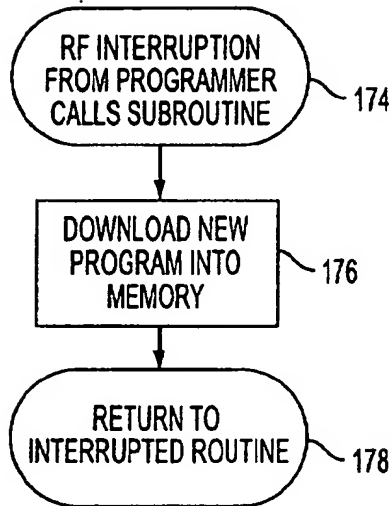 RF INTERRUPTION
FROM PROGRAMMER
CALLS SUBROUTINE
174
DOWNLOAD NEW
PROGRAM INTO
MEMORY
176
RETURN TO
INTERRUPTED ROUTINE
178